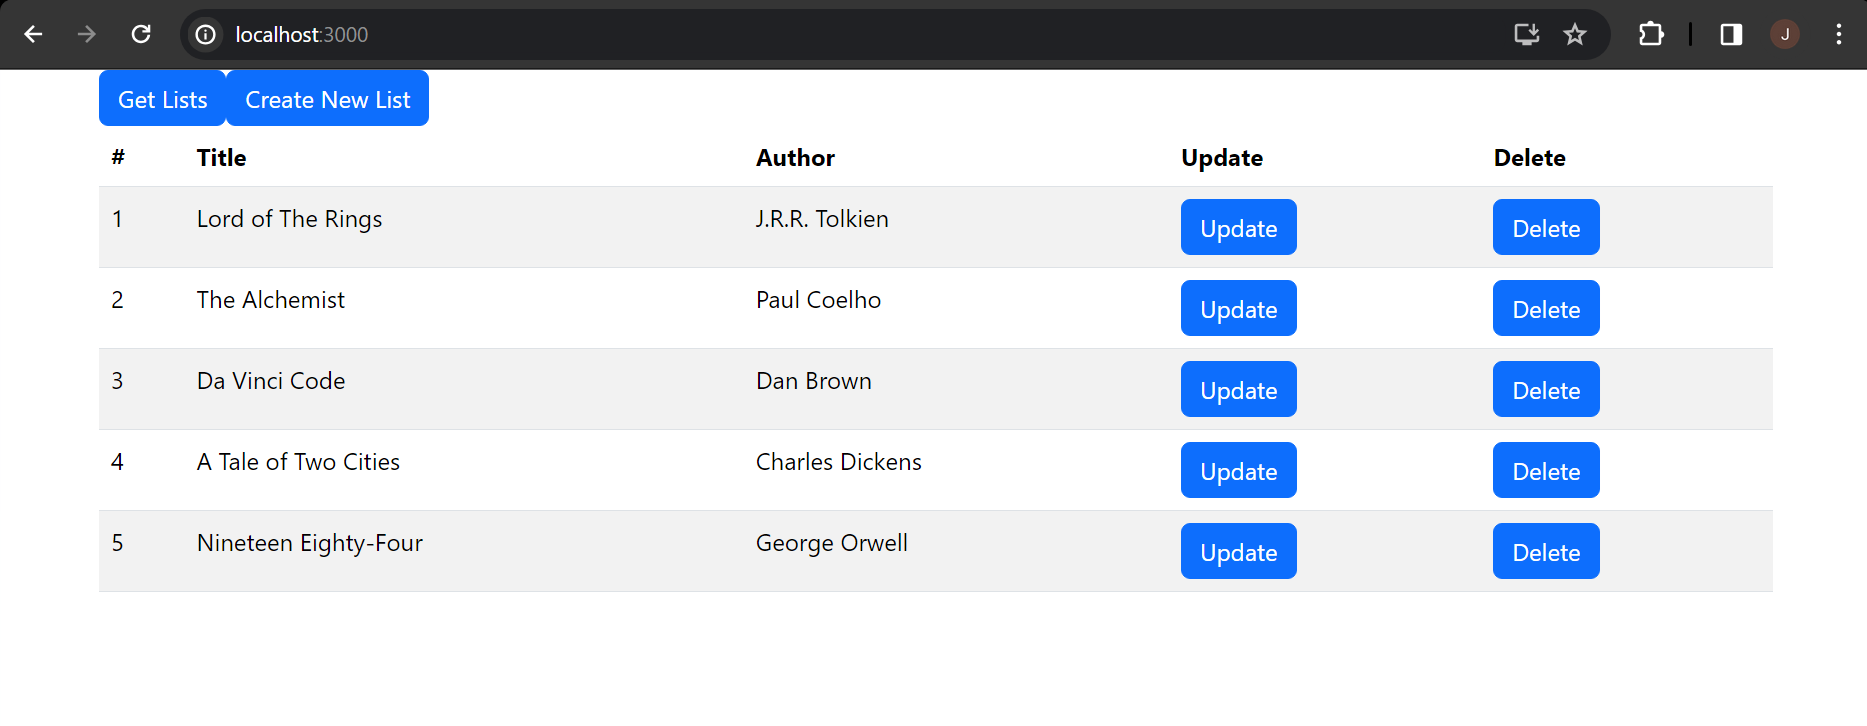 localhost:3000
J
Get Lists Create New List
# Title Author Update Delete
1 Lord of The Rings J.R.R. Tolkien Update Delete
2 The Alchemist Paul Coelho Update Delete
3 Da Vinci Code Dan Brown Update Delete
4 A Tale of Two Cities Charles Dickens Update Delete
5 Nineteen Eighty-Four George Orwell Update Delete